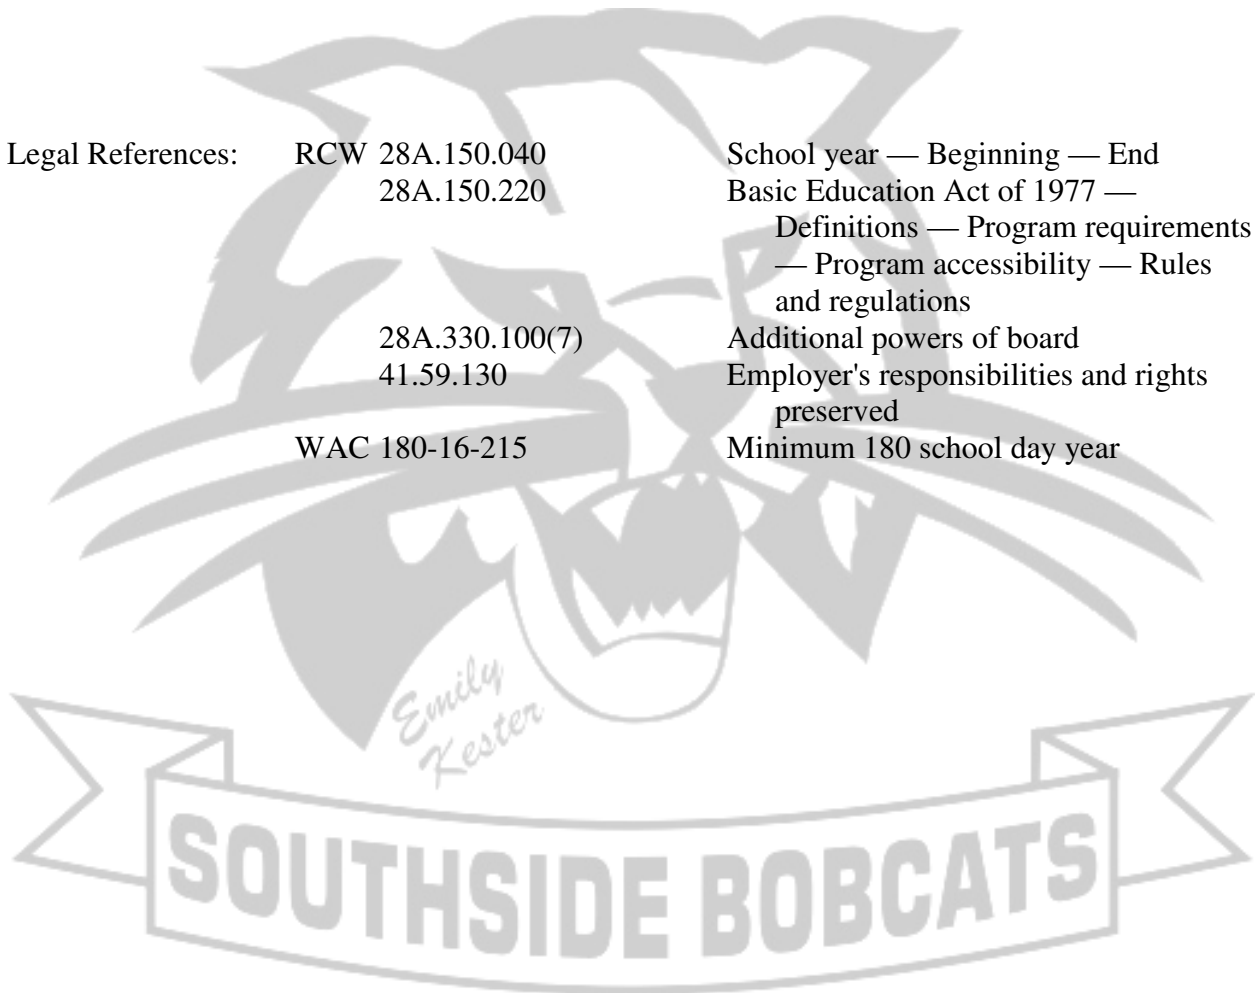 Legal References: RCW 28A.150.040 School year — Beginning — End
28A.150.220 Basic Education Act of 1977 —
Definitions — Program requirements
— Program accessibility — Rules
and regulations
28A.330.100(7) Additional powers of board
41.59.130 Employer's responsibilities and rights
preserved
WAC 180-16-215 Minimum 180 school day year
Emily
Kester
SOUTHSIDE BOBCATS